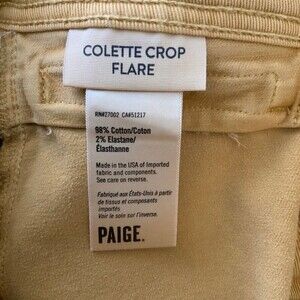 COLETTE CROP
FLARE
RN#27002 CA#51217
98% Cotton/Coton
2% Elastane/
Élasthanne
Made in the USA of Imported
fabric and components.
See care on reverse.
Fabriqué aux États-Unis à partir
de tissus et composants
importés
Voir le soin sur l'inverse.
PAIGE.